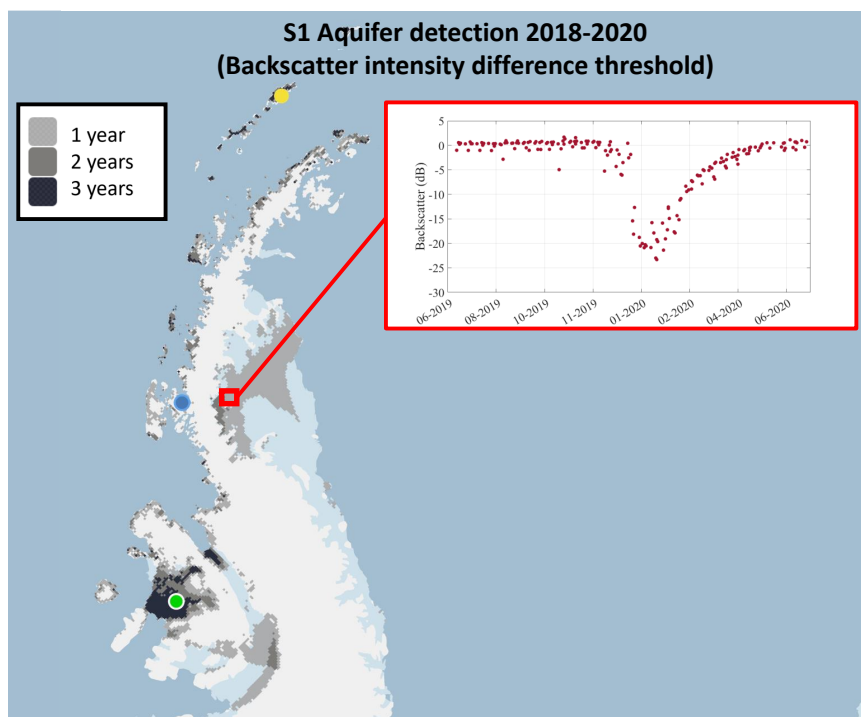 S1 Aquifer detection 2018-2020
(Backscatter intensity difference threshold)
1 year
2 years
3 years
Backscatter (dB)
5
0
-5
-10
-15
-20
-25
-30
06-2019
08-2019
10-2019
11-2019
01-2020
02-2020
04-2020
06-2020